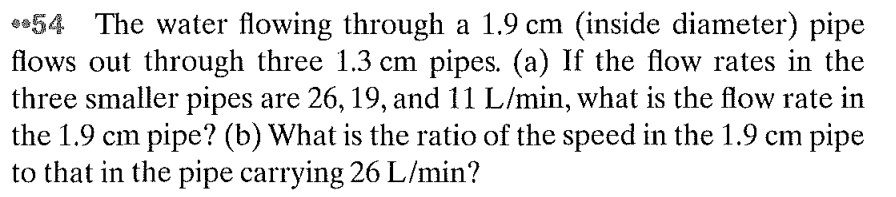 ••54 The water flowing through a 1.9 cm (inside diameter) pipe
flows out through three 1.3 cm pipes. (a) If the flow rates in the
three smaller pipes are 26, 19, and 11 L/min, what is the flow rate in
the 1.9 cm pipe? (b) What is the ratio of the speed in the 1.9 cm pipe
to that in the pipe carrying 26 L/min?